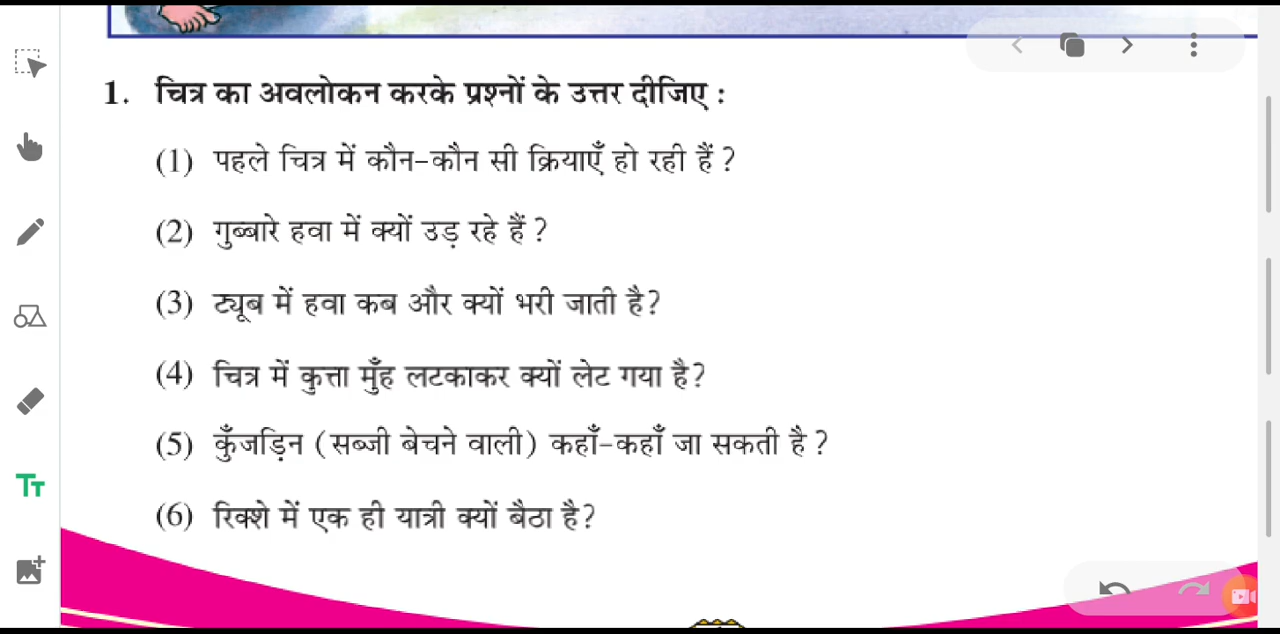 1. चित्र का अवलोकन करके प्रश्नों के उत्तर दीजिए :
(1) पहले चित्र में कौन-कौन सी क्रियाएँ हो रही हैं ?
(2) गुब्बारे हवा में क्यों उड़ रहे हैं ?
(3) ट्यूब में हवा कब और क्यों भरी जाती है?
(4) चित्र में कुत्ता मुँह लटकाकर क्यों लेट गया है?
(5) कुँजड़िन (सब्जी बेचने वाली) कहाँ-कहाँ जा सकती है ?
(6) रिक्शे में एक ही यात्री क्यों बैठा है?